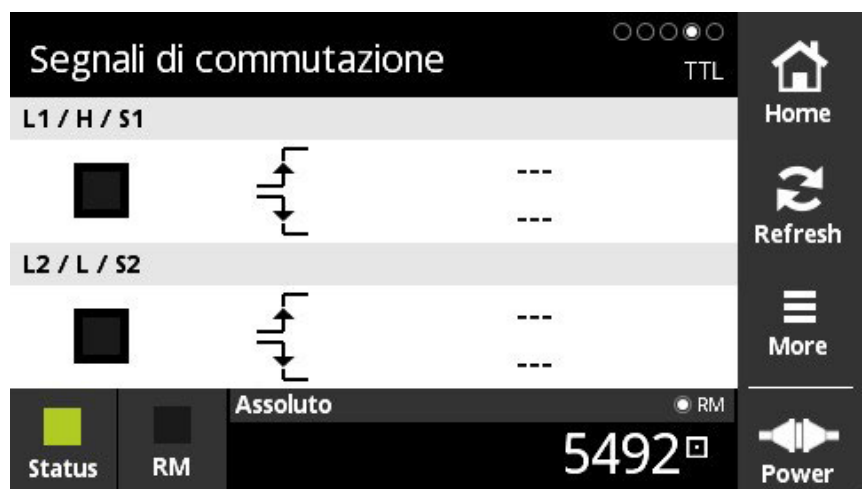 Segnali di commutazione
TTL
Home
L1 / H / S1
---
---
Refresh
L2 / L / S2
---
---
More
Assoluto
RM
5492
Status
RM
Power